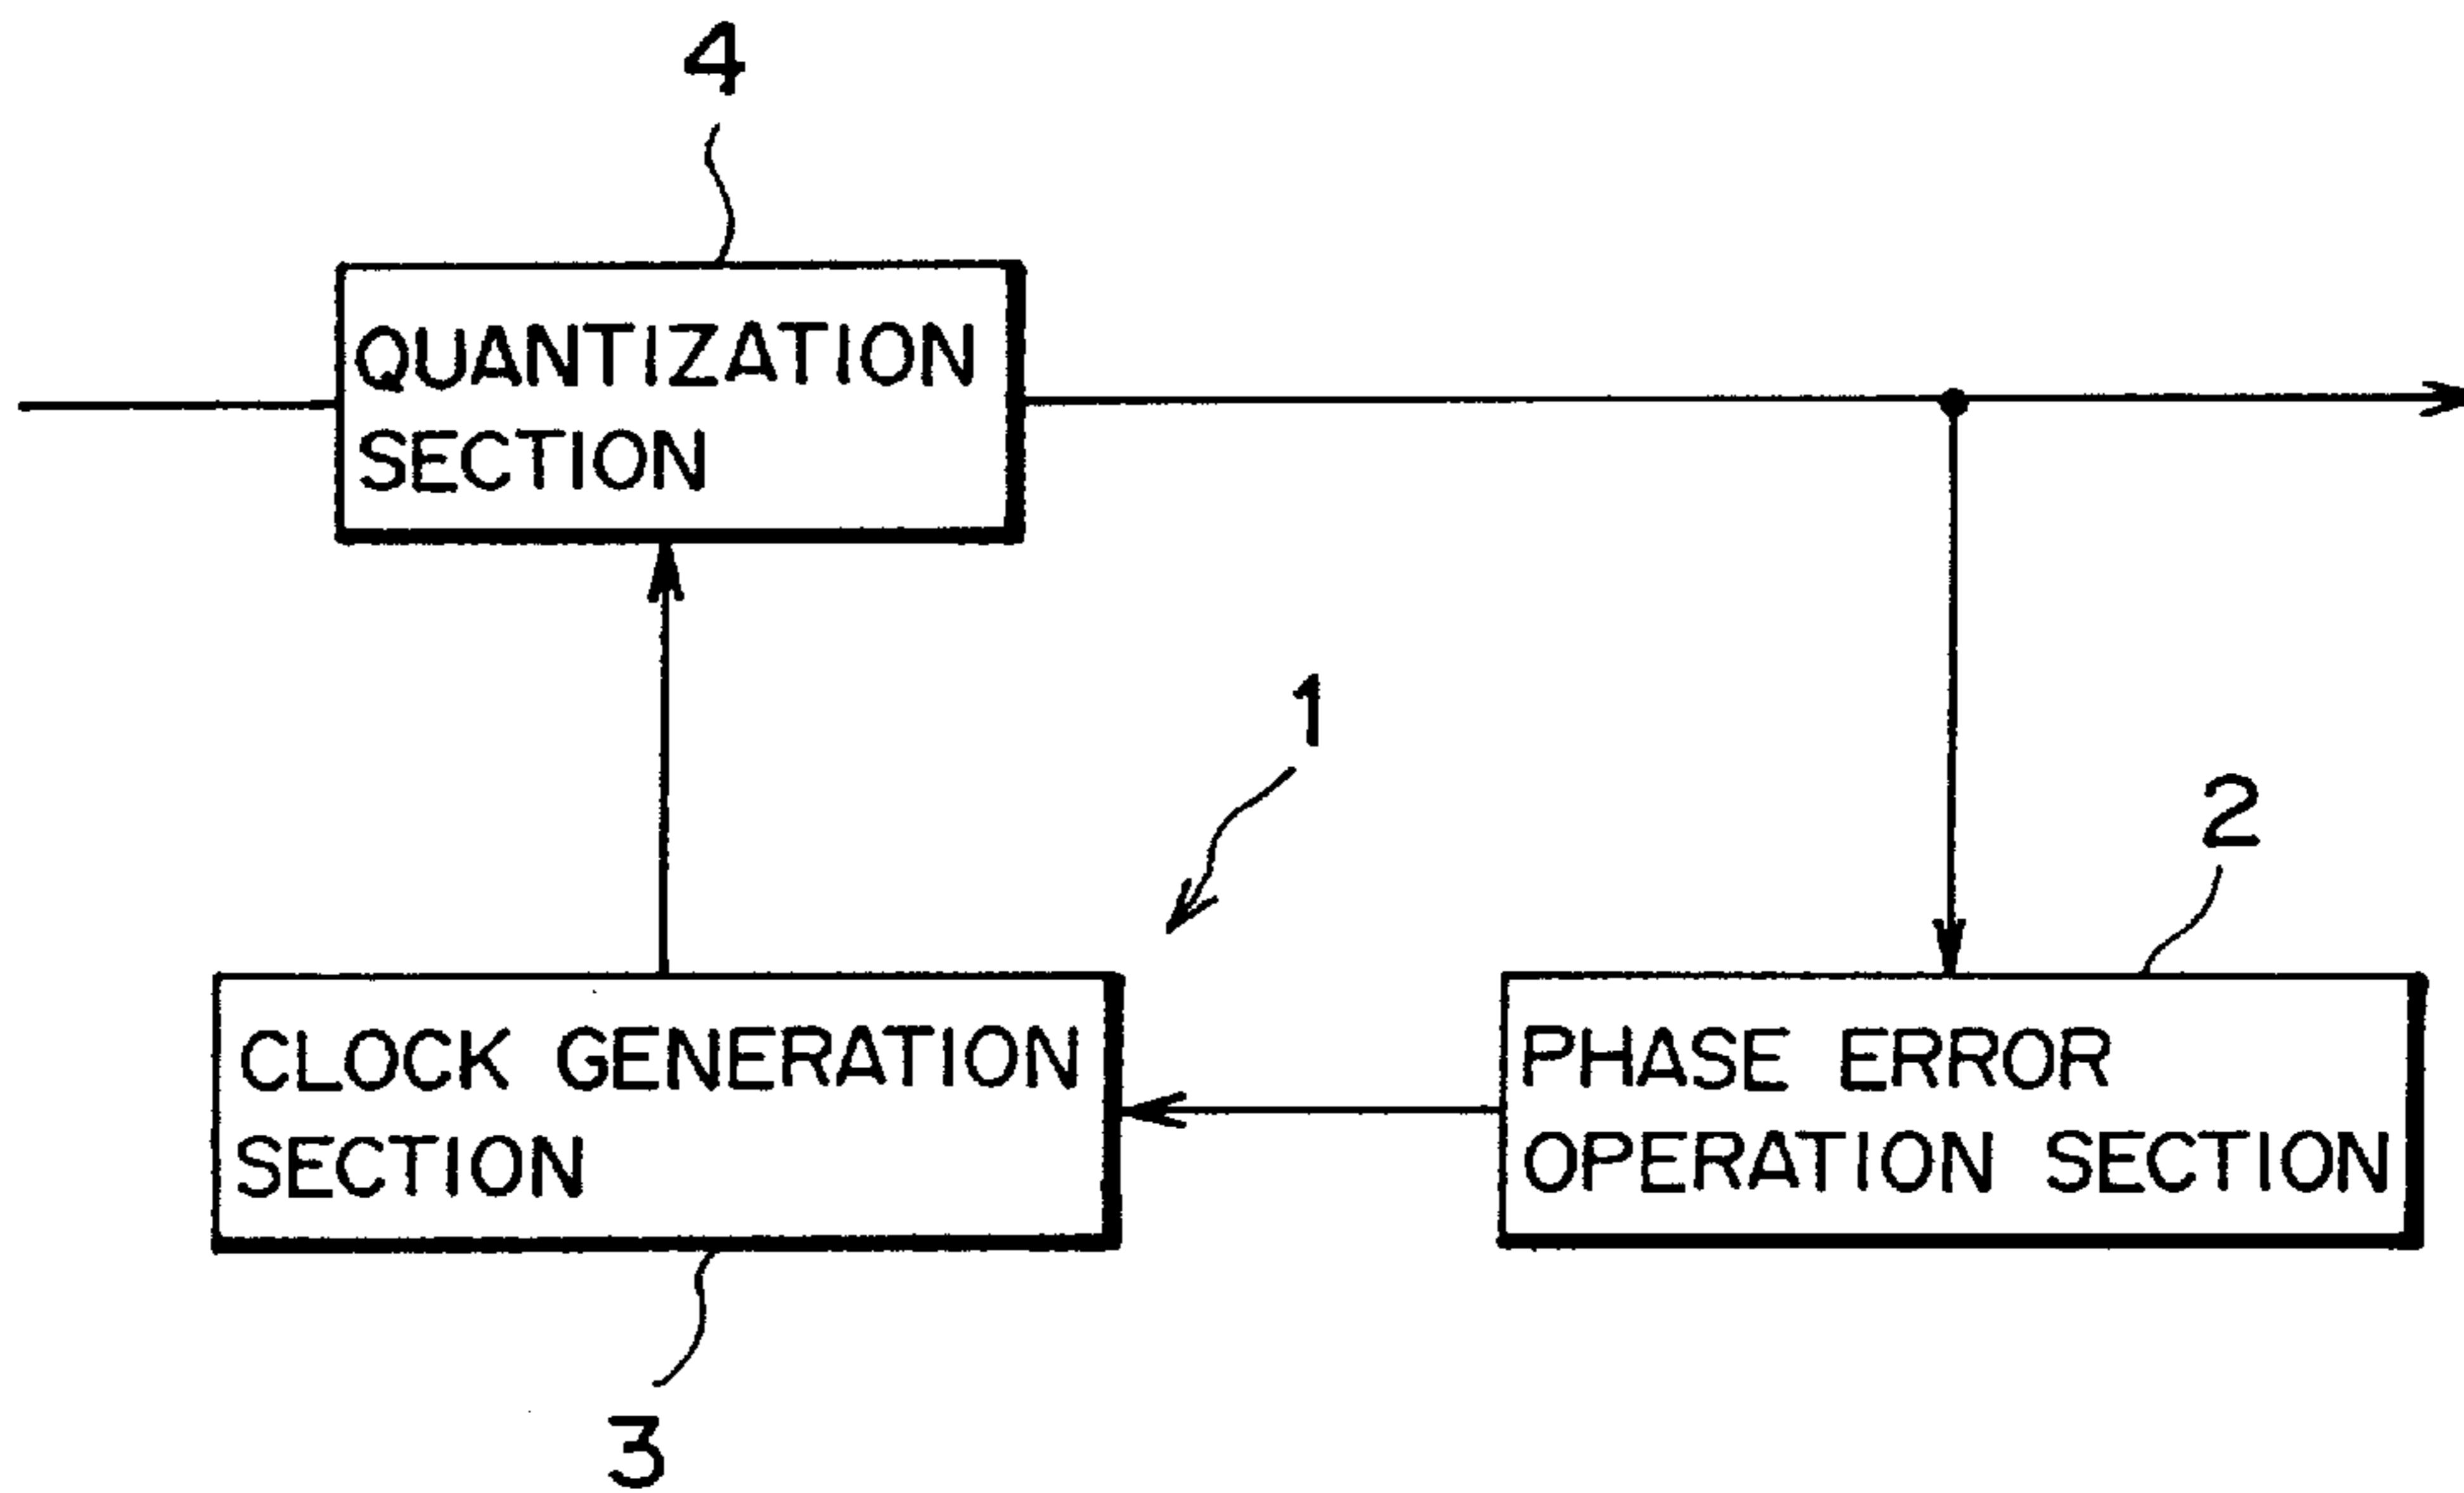 4
QUANTIZATION
SECTION
1
2
CLOCK GENERATION
SECTION
PHASE ERROR
OPERATION SECTION
3